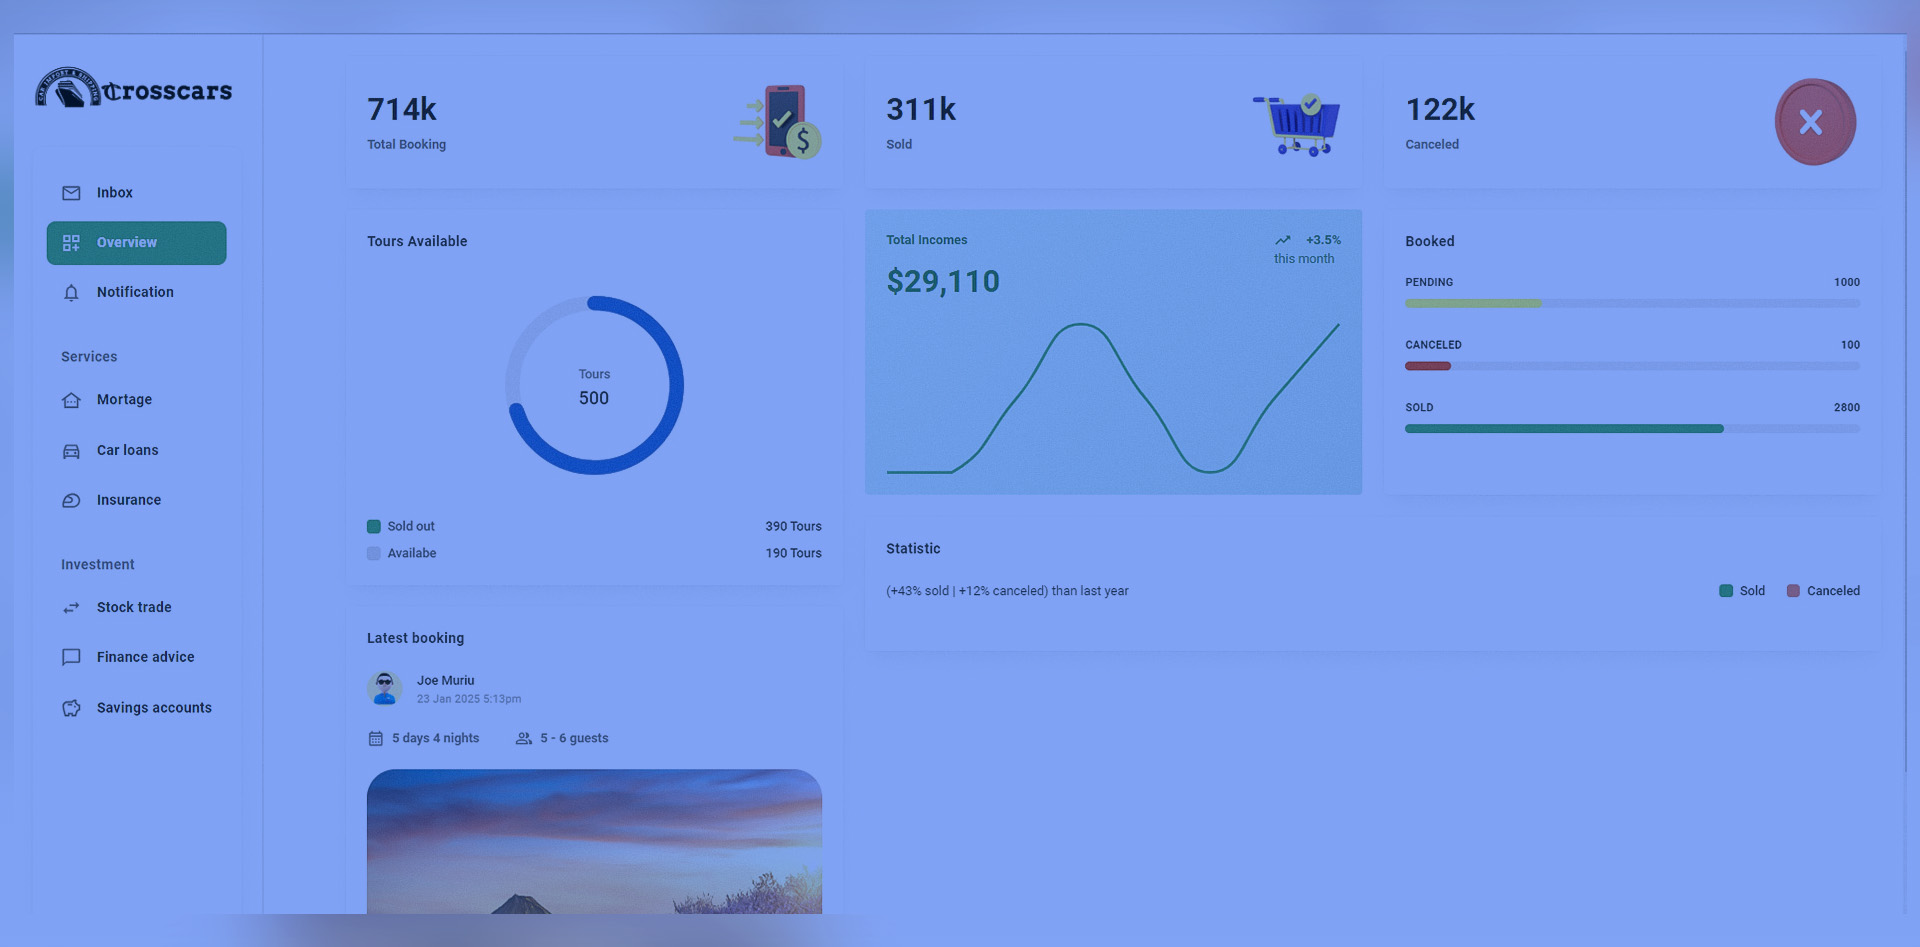 CAR IMPORT & SHIPPING
Crosscars
Inbox
Overview
Notification
Services
Mortage
Car loans
Insurance
Investment
Stock trade
Finance advice
Savings accounts
714k
Total Booking
$
311k
Sold
122k
Canceled
Tours Available
Tours
500
Sold out 390 Tours
Availabe 190 Tours
Total Incomes
+3.5%
this month
$29,110
Booked
PENDING 1000
CANCELED 100
SOLD 2800
Statistic
(+43% sold | +12% canceled) than last year
Sold Canceled
Latest booking
Joe Muriu
23 Jan 2025 5:13pm
5 days 4 nights 5 - 6 guests